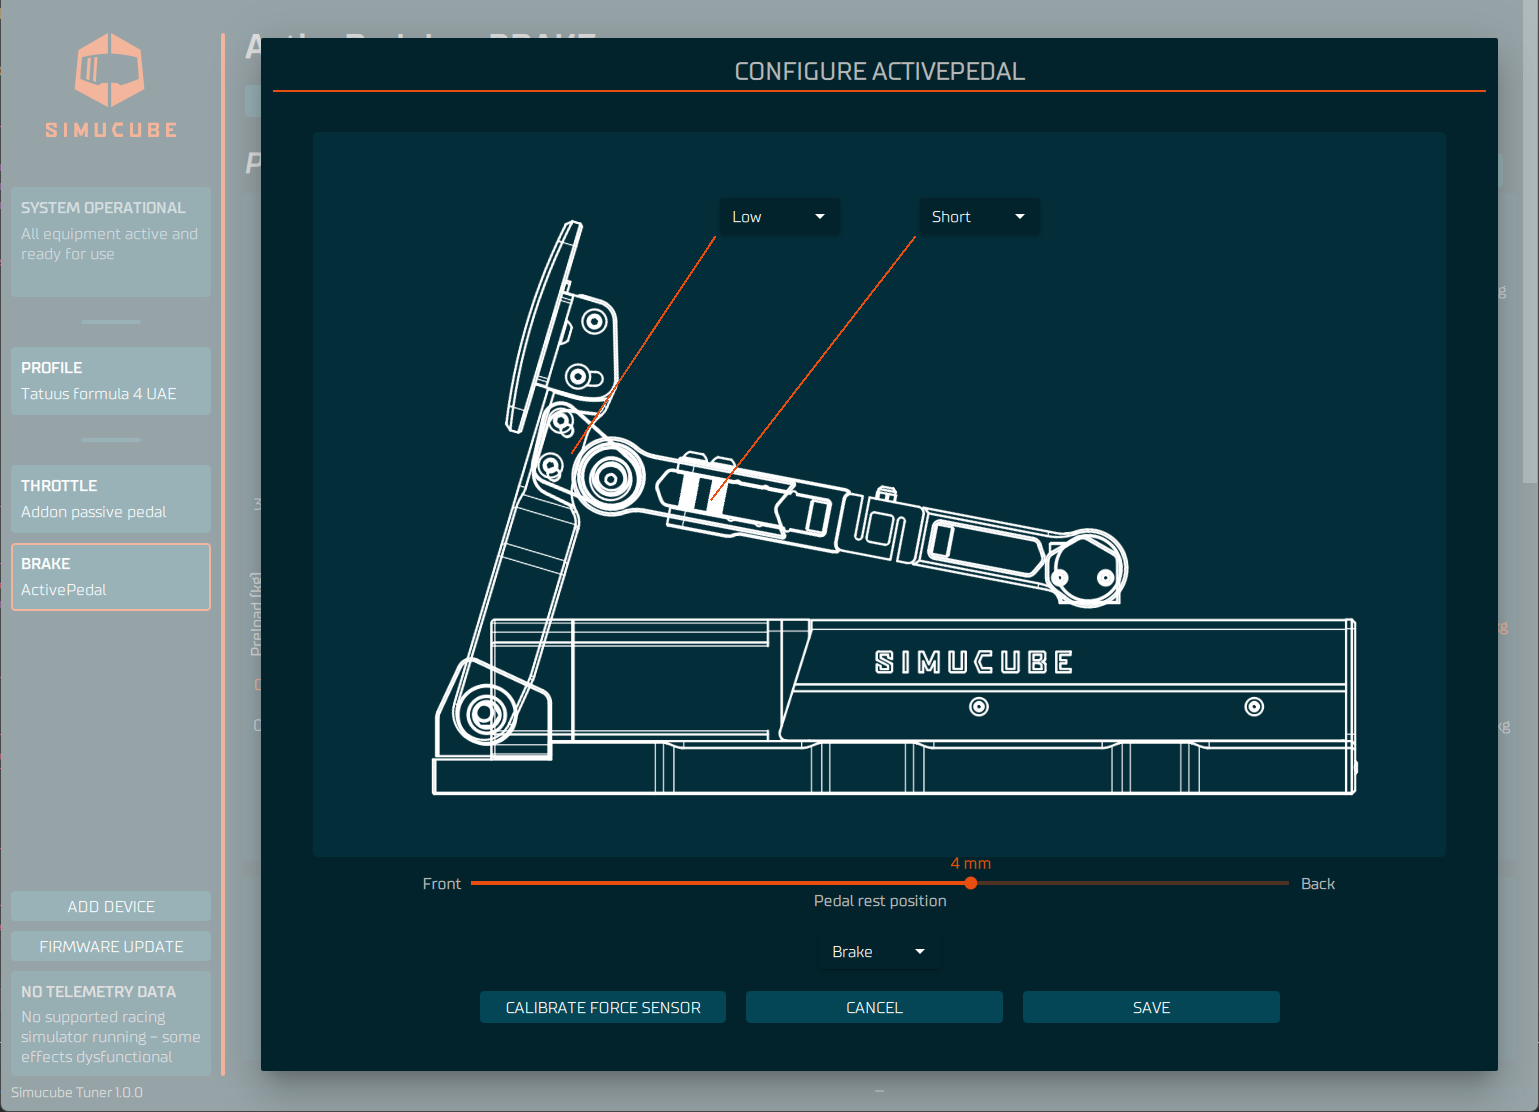 SIMUCUBE
SYSTEM OPERATIONAL
All equipment active and
ready for use
PROFILE
Tatuus formula 4 UAE
THROTTLE
Addon passive pedal
BRAKE
ActivePedal
ADD DEVICE
FIRMWARE UPDATE
NO TELEMETRY DATA
No supported racing
simulator running – some
effects dysfunctional
Simucube Tuner 1.0.0
Preload [kg]
CONFIGURE ACTIVEPEDAL
Low
Short
SIMUCUBE
4 mm
Front
Back
Pedal rest position
Brake
CALIBRATE FORCE SENSOR
CANCEL
SAVE